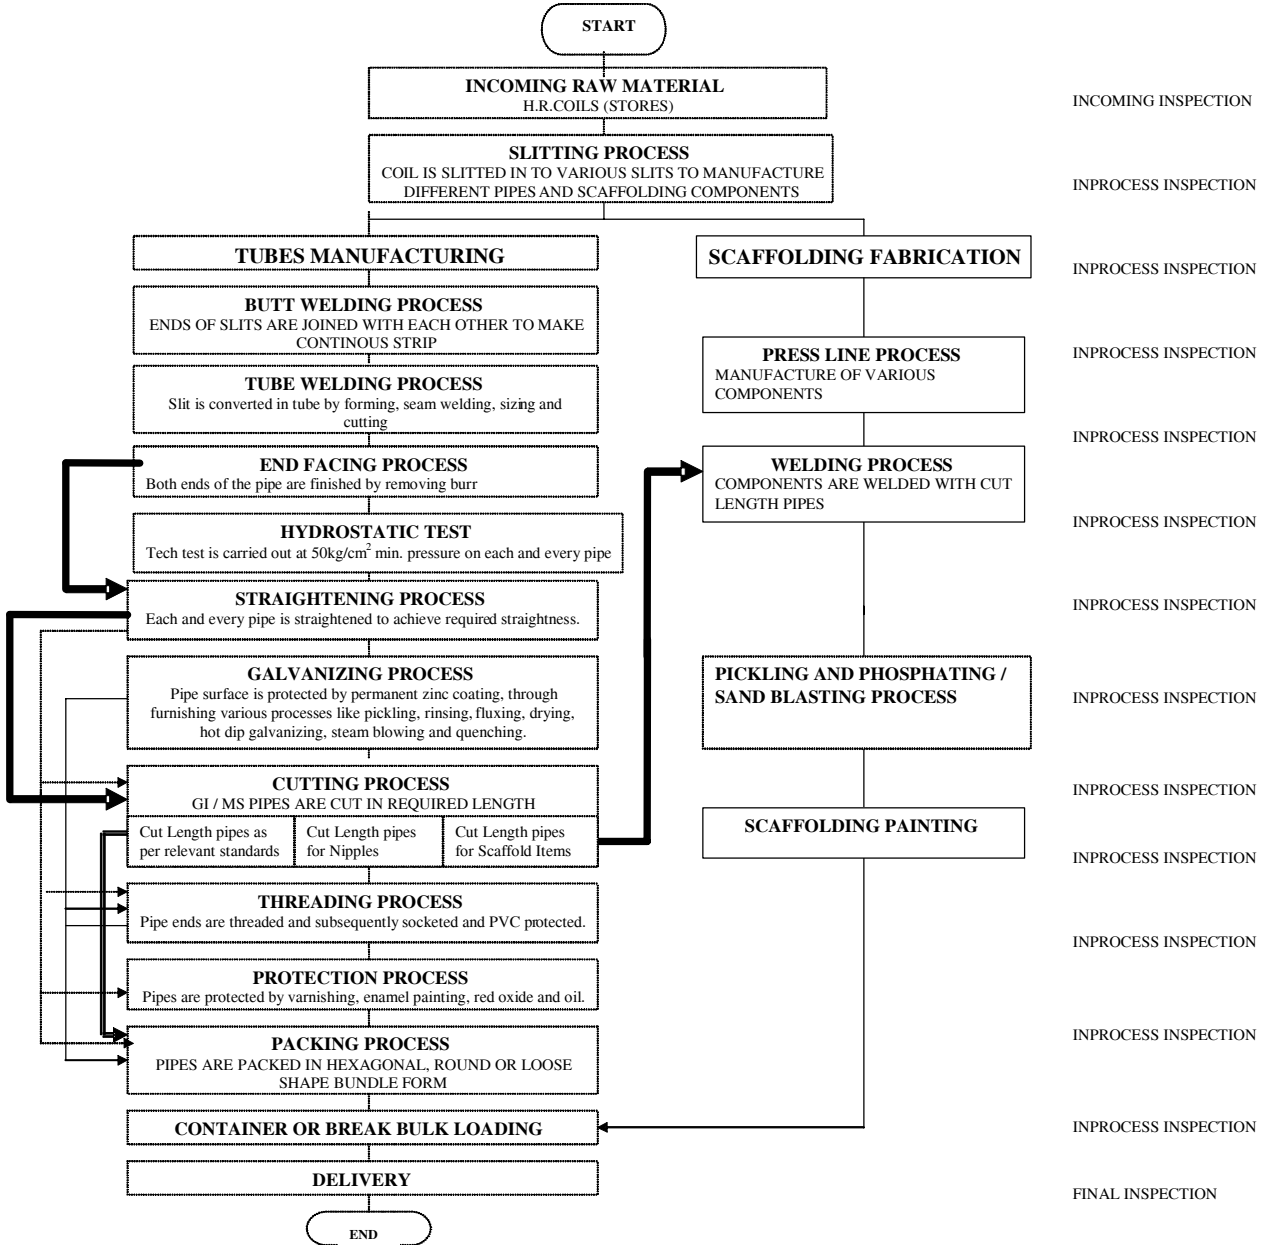 START
INCOMING RAW MATERIAL
H.R.COILS (STORES)
INCOMING INSPECTION
SLITTING PROCESS
COIL IS SLITTED IN TO VARIOUS SLITS TO MANUFACTURE
DIFFERENT PIPES AND SCAFFOLDING COMPONENTS
INPROCESS INSPECTION
TUBES MANUFACTURING
SCAFFOLDING FABRICATION
INPROCESS INSPECTION
BUTT WELDING PROCESS
ENDS OF SLITS ARE JOINED WITH EACH OTHER TO MAKE
CONTINOUS STRIP
PRESS LINE PROCESS
MANUFACTURE OF VARIOUS
COMPONENTS
INPROCESS INSPECTION
TUBE WELDING PROCESS
Slit is converted in tube by forming, seam welding, sizing and
cutting
INPROCESS INSPECTION
END FACING PROCESS
Both ends of the pipe are finished by removing burr
WELDING PROCESS
COMPONENTS ARE WELDED WITH CUT
LENGTH PIPES
INPROCESS INSPECTION
HYDROSTATIC TEST
Tech test is carried out at 50kg/cm² min. pressure on each and every pipe
STRAIGHTENING PROCESS
Each and every pipe is straightened to achieve required straightness.
INPROCESS INSPECTION
GALVANIZING PROCESS
Pipe surface is protected by permanent zinc coating, through
furnishing various processes like pickling, rinsing, fluxing, drying,
hot dip galvanizing, steam blowing and quenching.
PICKLING AND PHOSPHATING /
SAND BLASTING PROCESS
INPROCESS INSPECTION
CUTTING PROCESS
GI / MS PIPES ARE CUT IN REQUIRED LENGTH
INPROCESS INSPECTION
Cut Length pipes as
per relevant standards
Cut Length pipes
for Nipples
Cut Length pipes
for Scaffold Items
SCAFFOLDING PAINTING
INPROCESS INSPECTION
THREADING PROCESS
Pipe ends are threaded and subsequently socketed and PVC protected.
INPROCESS INSPECTION
PROTECTION PROCESS
Pipes are protected by varnishing, enamel painting, red oxide and oil.
PACKING PROCESS
PIPES ARE PACKED IN HEXAGONAL, ROUND OR LOOSE
SHAPE BUNDLE FORM
INPROCESS INSPECTION
CONTAINER OR BREAK BULK LOADING
INPROCESS INSPECTION
DELIVERY
FINAL INSPECTION
END